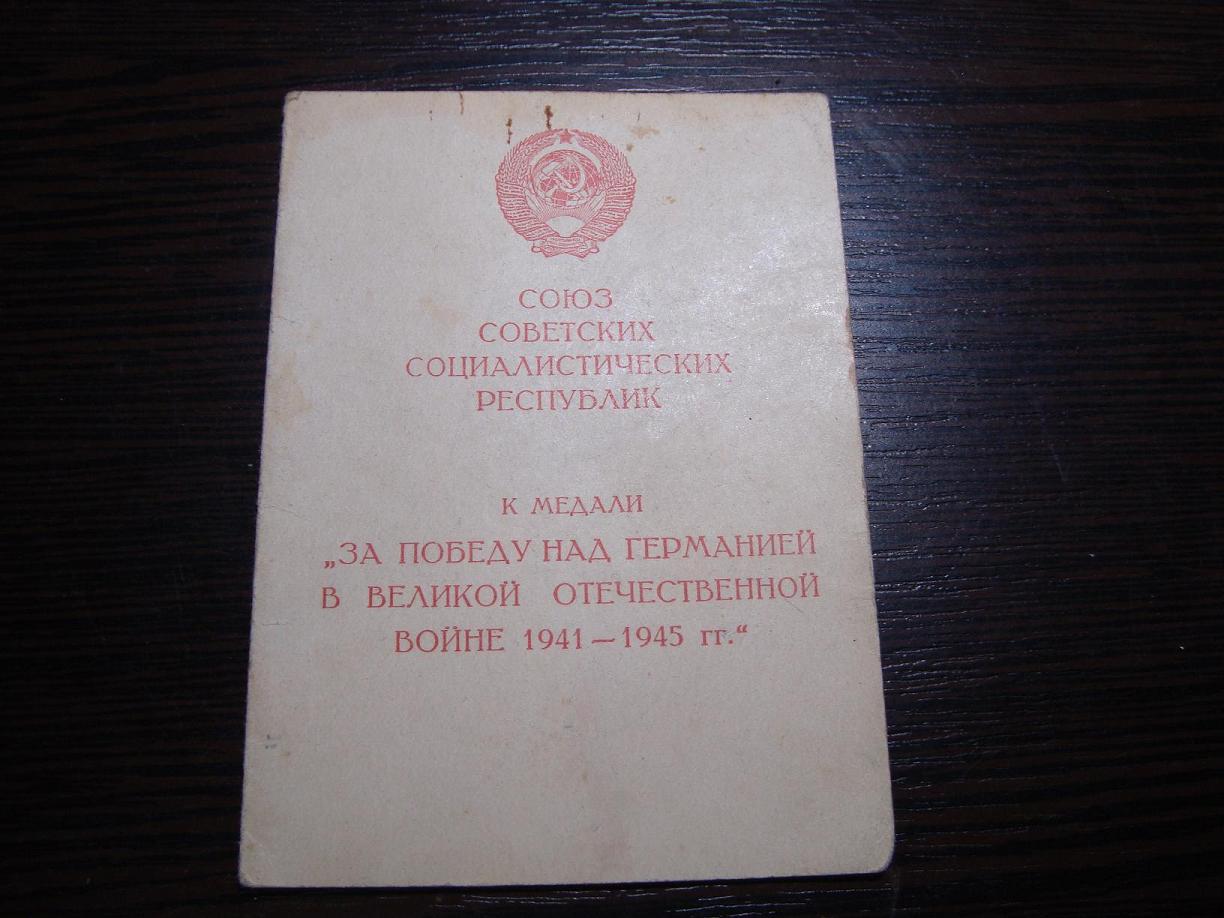 СОЮЗ
СОВЕТСКИХ
СОЦИАЛИСТИЧЕСКИХ
РЕСПУБЛИК
К МЕДАЛИ
„ЗА ПОБЕДУ НАД ГЕРМАНИЕЙ
В ВЕЛИКОЙ ОТЕЧЕСТВЕННОЙ
ВОЙНЕ 1941—1945 гг.“